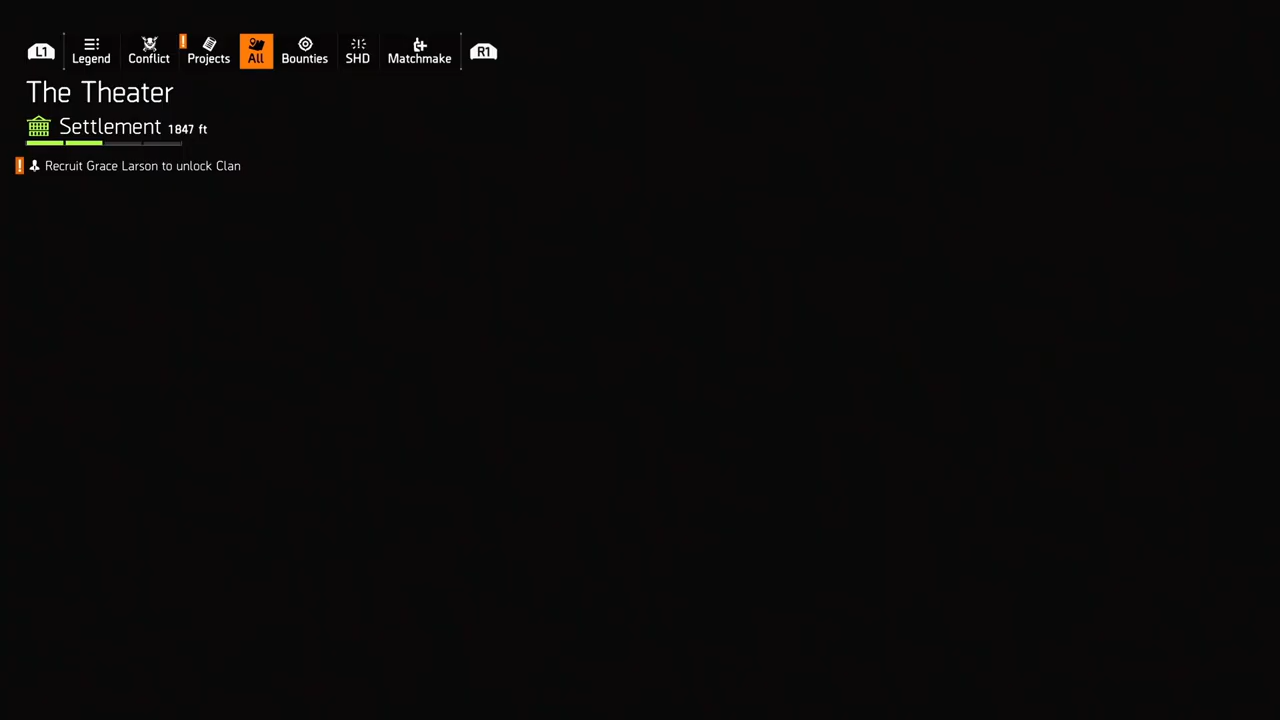 L1 Legend Conflict Projects All Bounties SHD Matchmake R1
The Theater
Settlement 1847 ft
! Recruit Grace Larson to unlock Clan